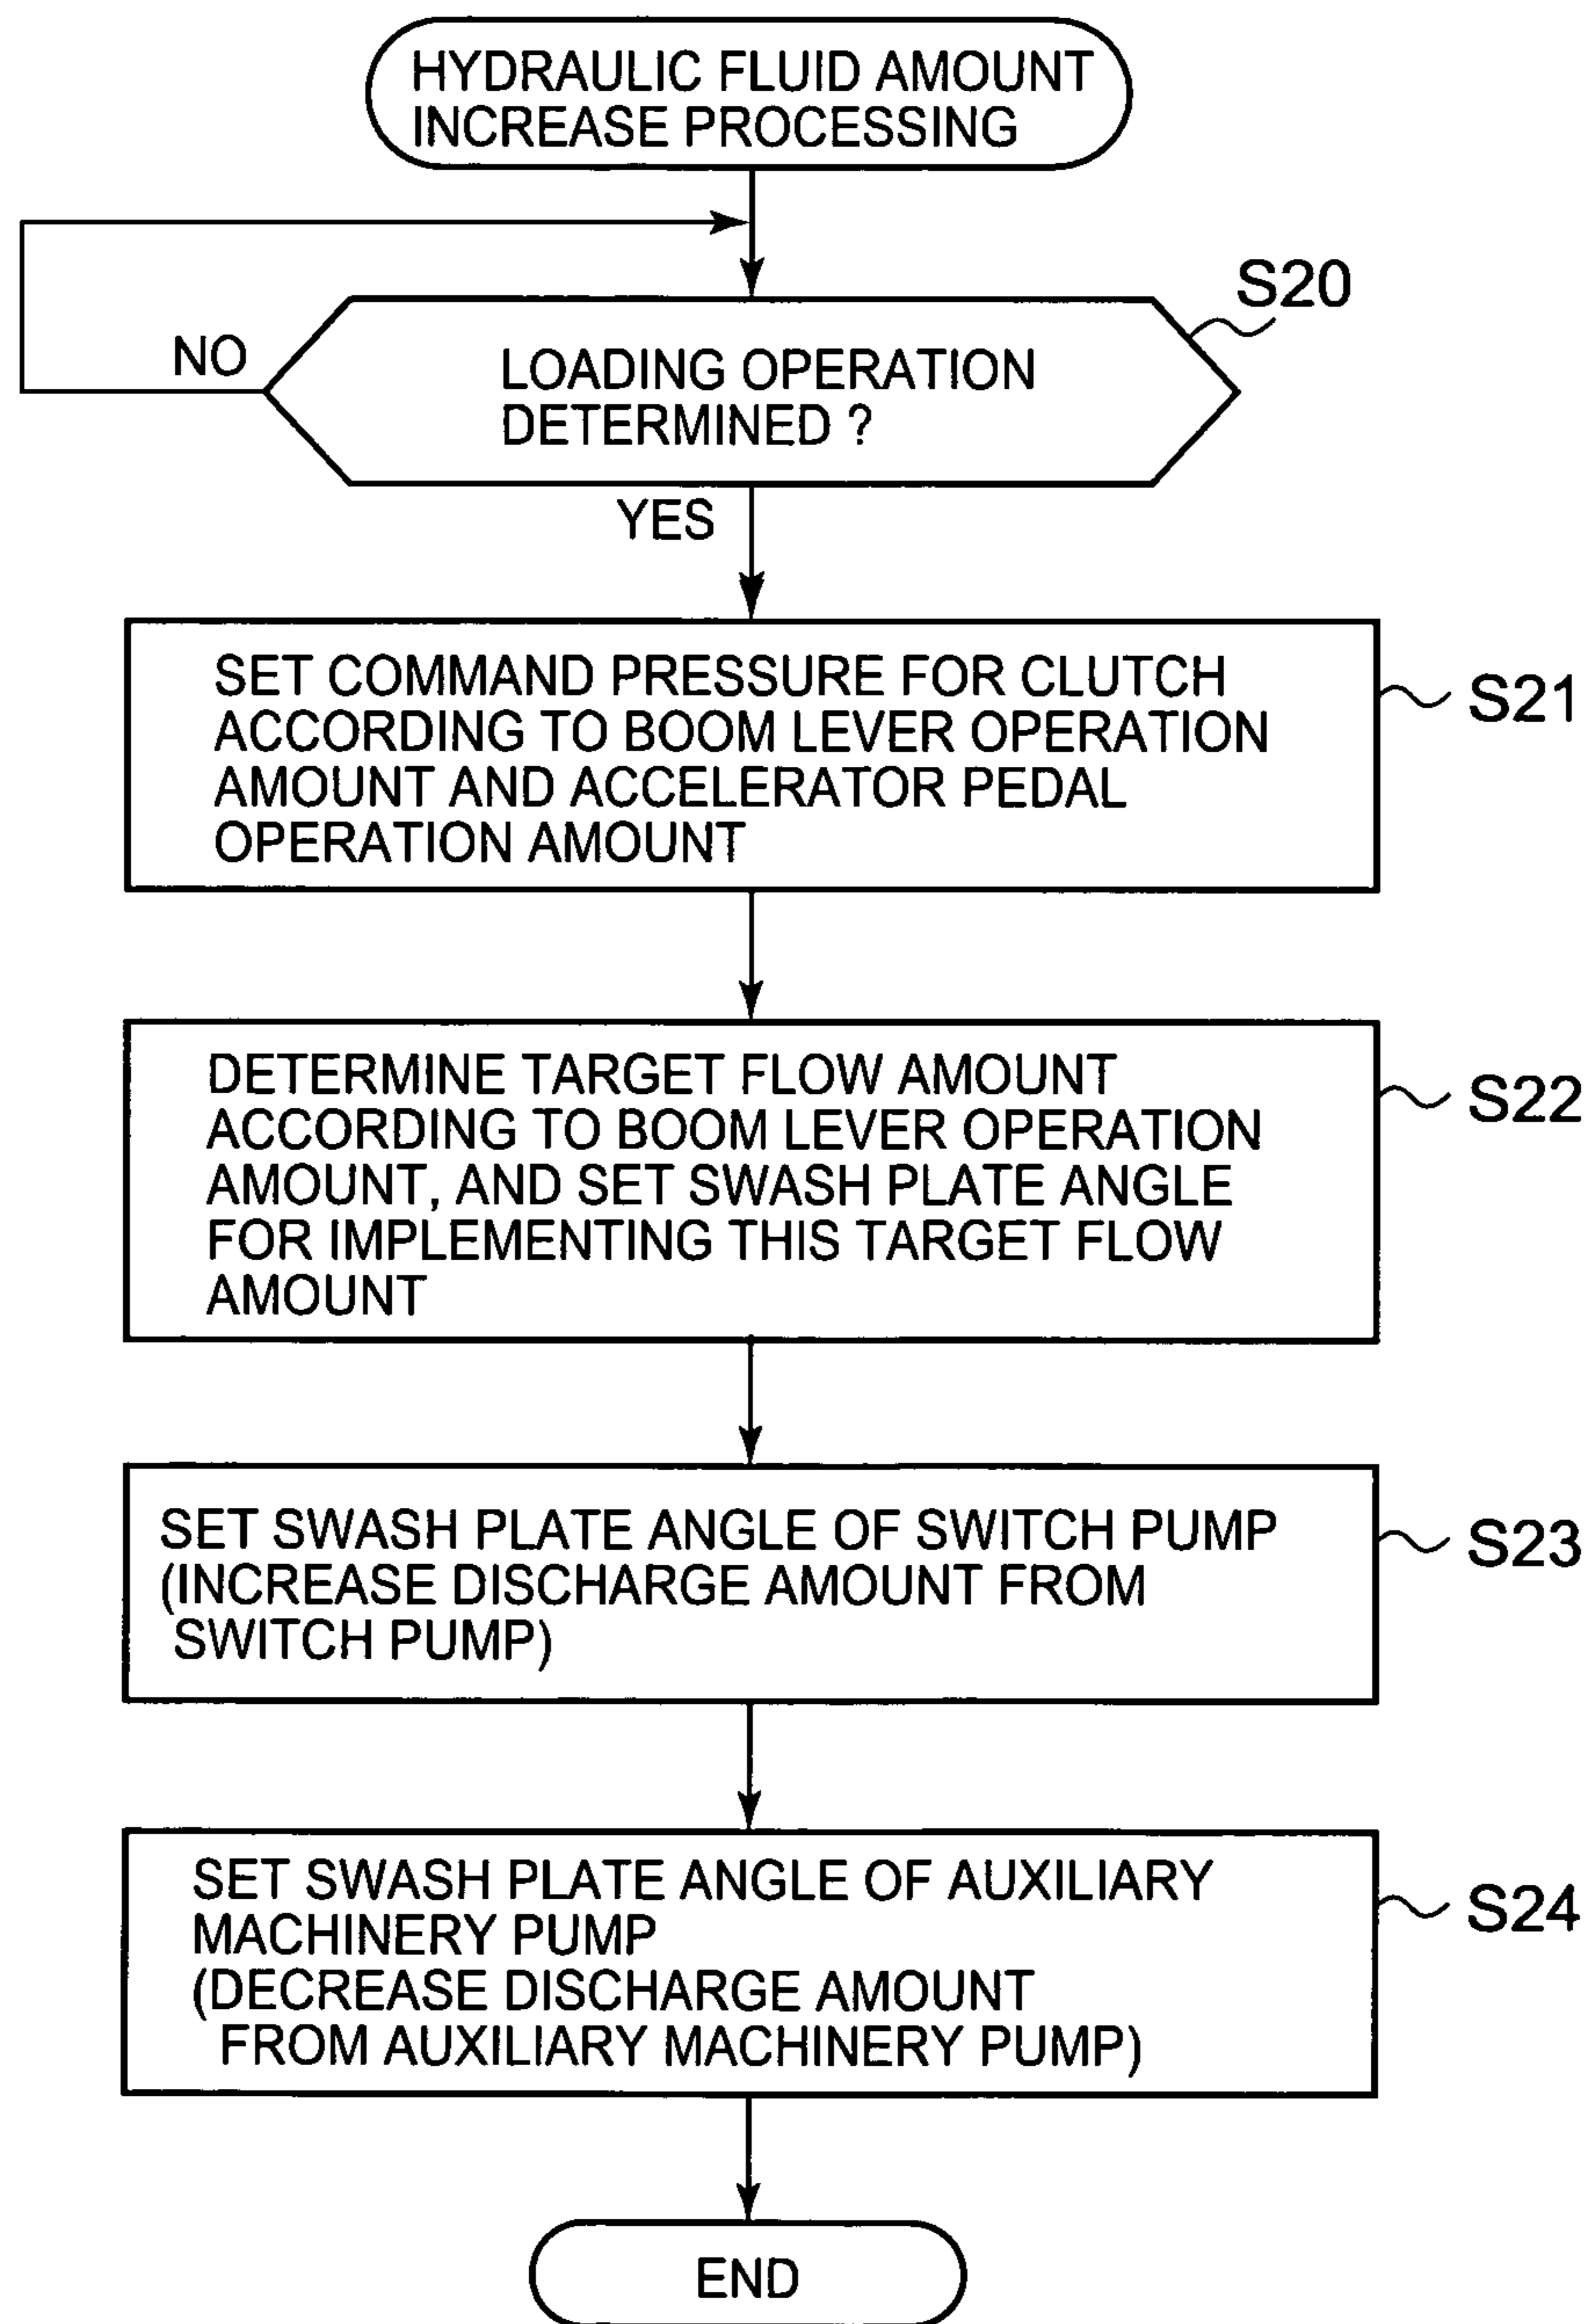 HYDRAULIC FLUID AMOUNT
INCREASE PROCESSING
S20
NO
LOADING OPERATION
DETERMINED ?
YES
SET COMMAND PRESSURE FOR CLUTCH
ACCORDING TO BOOM LEVER OPERATION
AMOUNT AND ACCELERATOR PEDAL
OPERATION AMOUNT
S21
DETERMINE TARGET FLOW AMOUNT
ACCORDING TO BOOM LEVER OPERATION
AMOUNT, AND SET SWASH PLATE ANGLE
FOR IMPLEMENTING THIS TARGET FLOW
AMOUNT
S22
SET SWASH PLATE ANGLE OF SWITCH PUMP
(INCREASE DISCHARGE AMOUNT FROM
SWITCH PUMP)
S23
SET SWASH PLATE ANGLE OF AUXILIARY
MACHINERY PUMP
(DECREASE DISCHARGE AMOUNT
FROM AUXILIARY MACHINERY PUMP)
S24
END